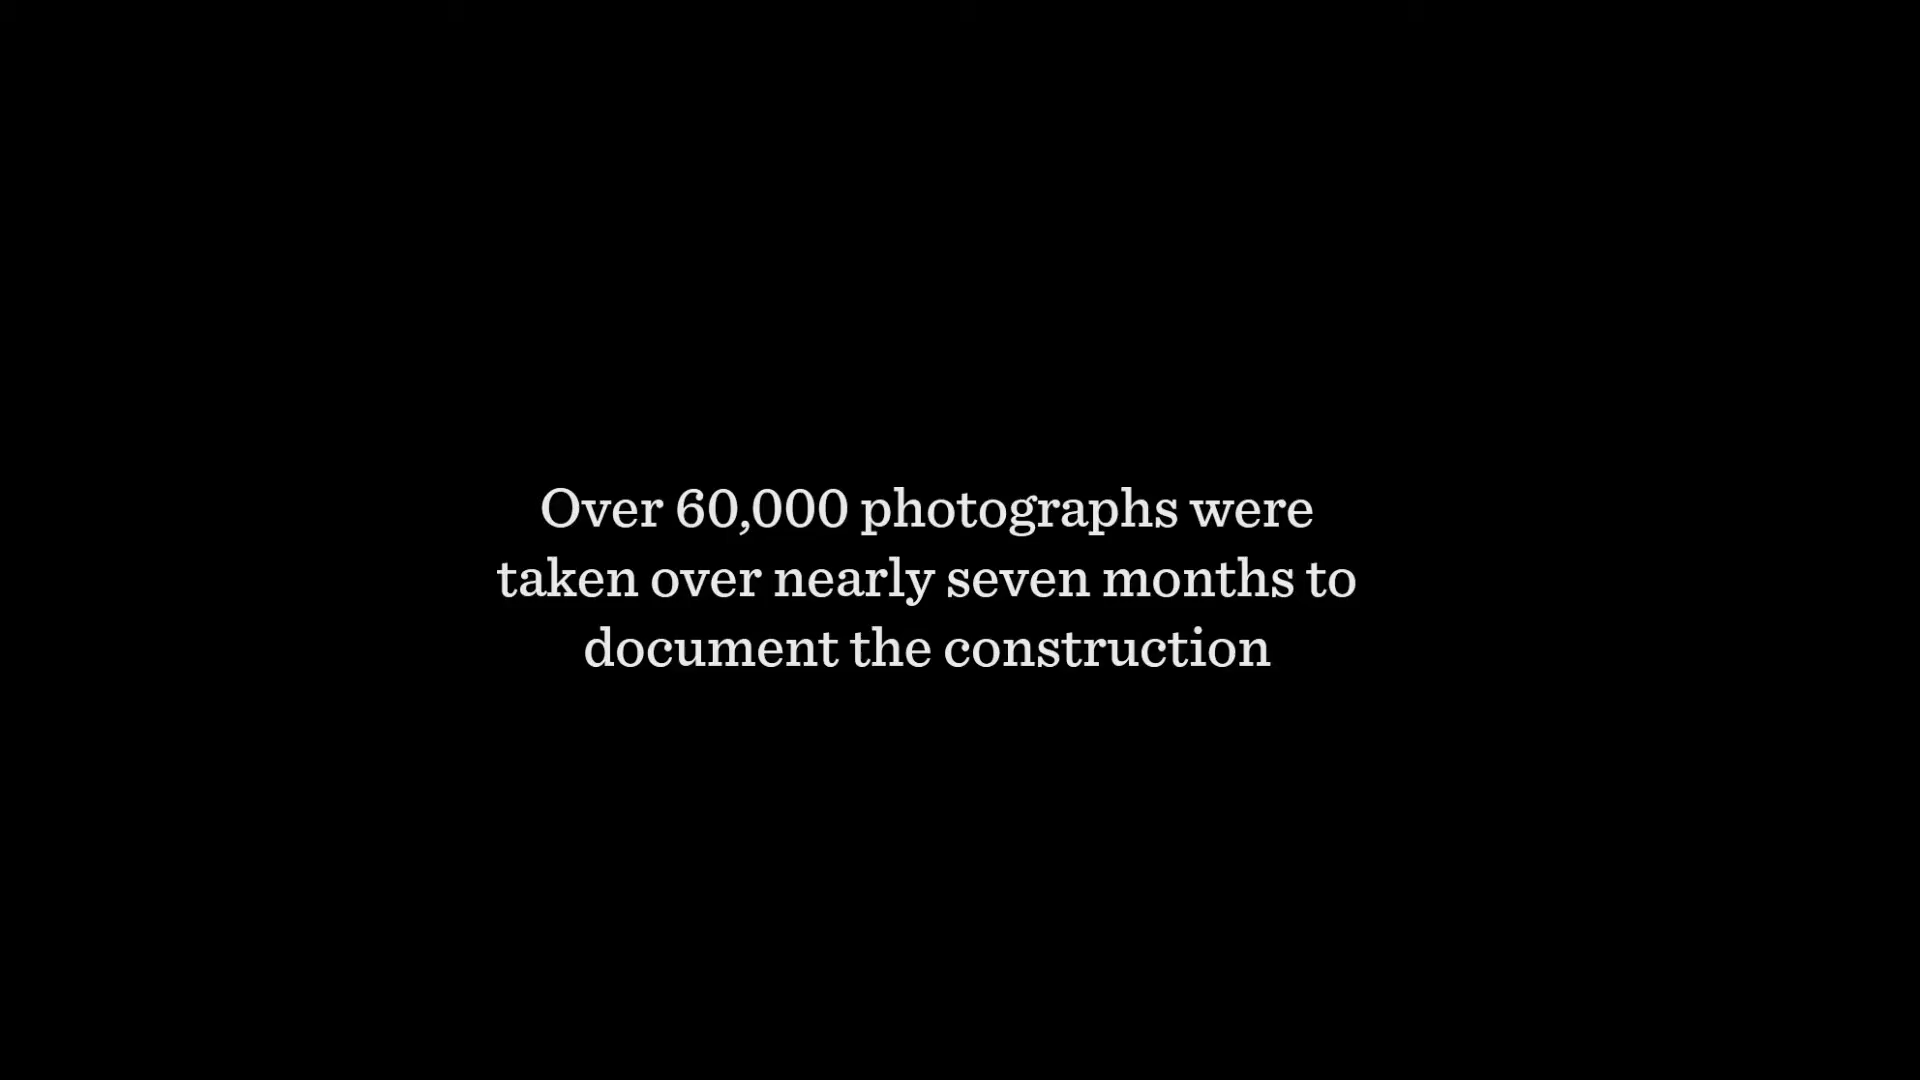 Over 60,000 photographs were
taken over nearly seven months to
document the construction